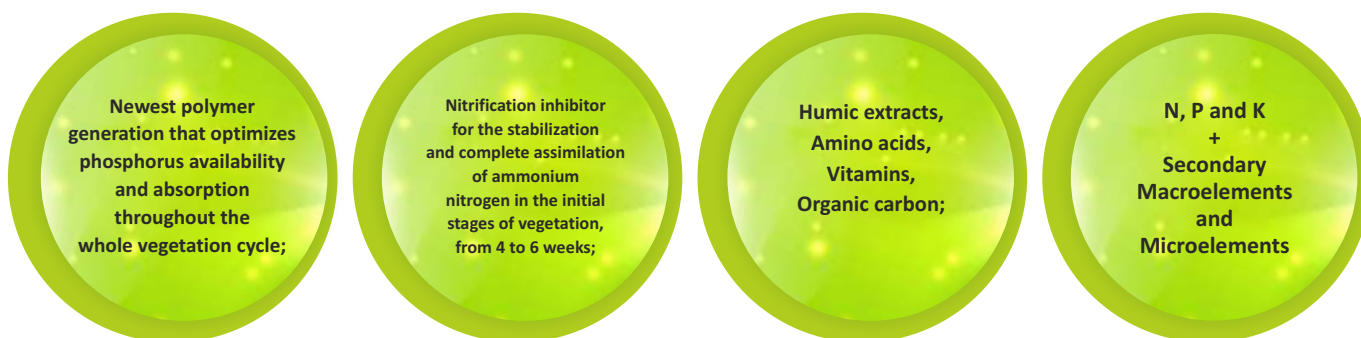 Newest polymer
generation that optimizes
phosphorus availability
and absorption
throughout the
whole vegetation cycle;
Nitrification inhibitor
for the stabilization
and complete assimilation
of ammonium
nitrogen in the initial
stages of vegetation,
from 4 to 6 weeks;
Humic extracts,
Amino acids,
Vitamins,
Organic carbon;
N, P and K
+
Secondary
Macroelements
and
Microelements